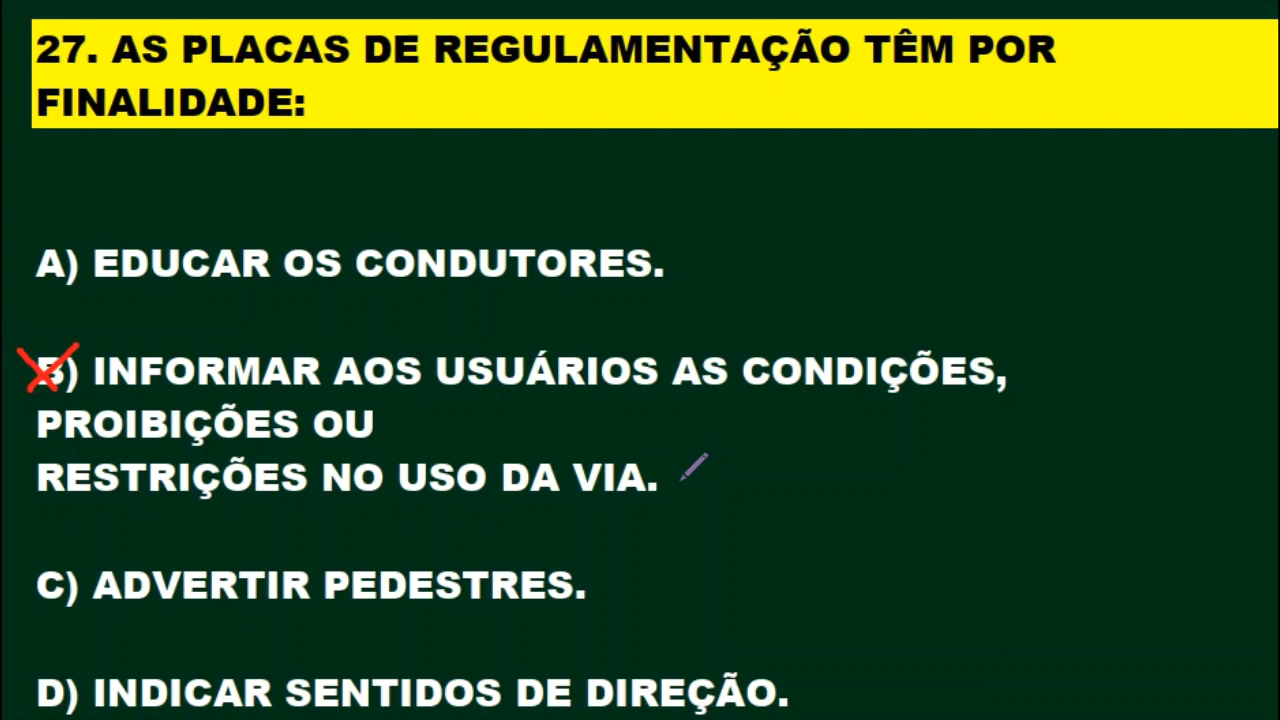 27. AS PLACAS DE REGULAMENTAÇÃO TÊM POR
FINALIDADE:
A) EDUCAR OS CONDUTORES.
B) INFORMAR AOS USUÁRIOS AS CONDIÇÕES,
PROIBIÇÕES OU
RESTRIÇÕES NO USO DA VIA.
C) ADVERTIR PEDESTRES.
D) INDICAR SENTIDOS DE DIREÇÃO.